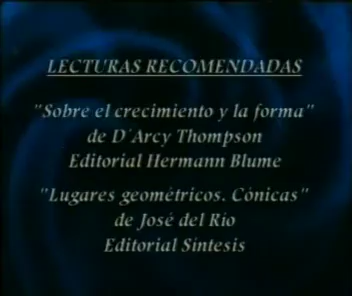 LECTURAS RECOMENDADAS
"Sobre el crecimiento y la forma"
de D´Arcy Thompson
Editorial Hermann Blume
"Lugares geométricos. Cónicas"
de José del Rio
Editorial Síntesis